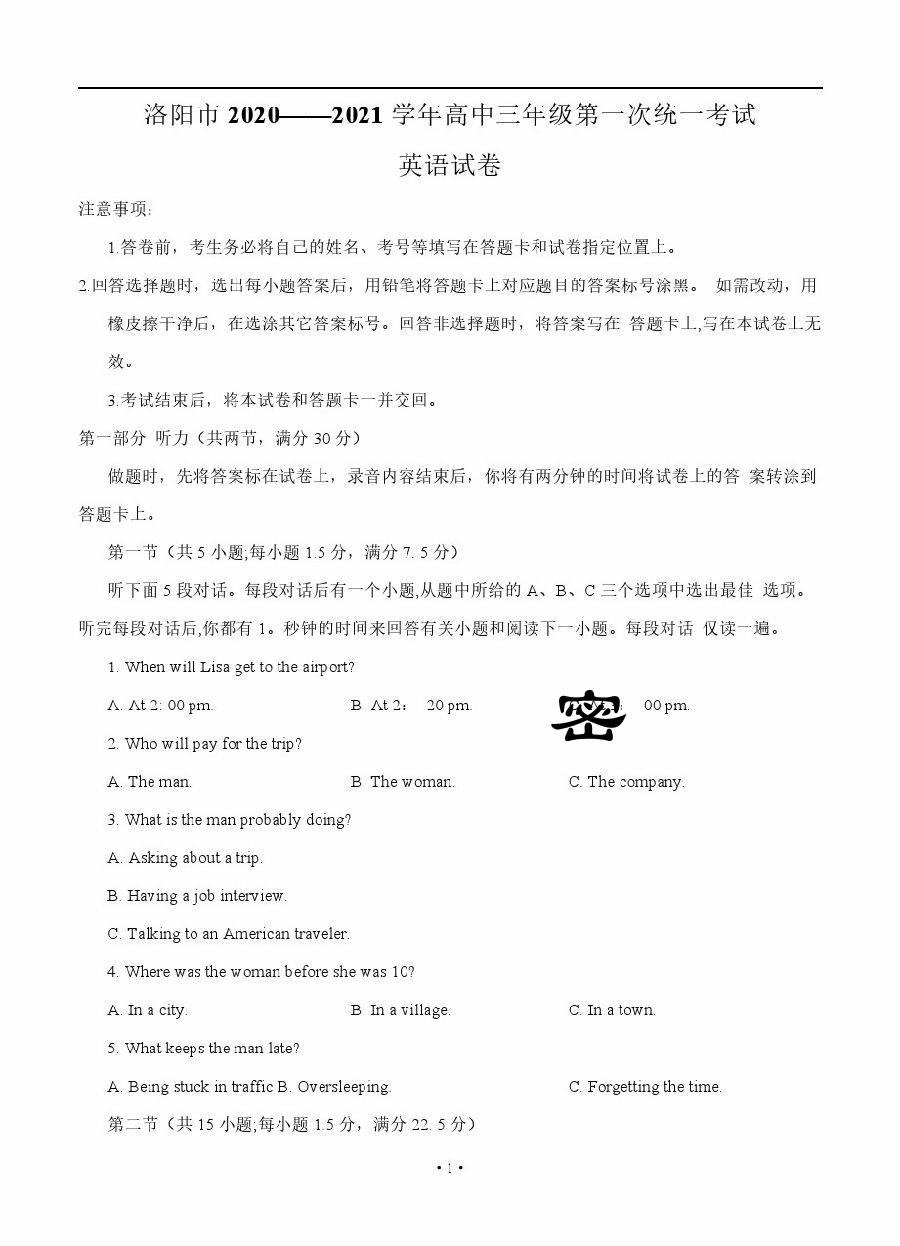 洛阳市 2020——2021 学年高中三年级第一次统一考试
英语试卷
注意事项:
1.答卷前，考生务必将自己的姓名、考号等填写在答题卡和试卷指定位置上。
2.回答选择题时，选出每小题答案后，用铅笔将答题卡上对应题目的答案标号涂黑。 如需改动，用
橡皮擦干净后，在选涂其它答案标号。回答非选择题时，将答案写在 答题卡上,写在本试卷上无
效。
3.考试结束后，将本试卷和答题卡一并交回。
第一部分 听力（共两节，满分 30 分）
做题时，先将答案标在试卷上，录音内容结束后，你将有两分钟的时间将试卷上的答 案转涂到
答题卡上。
第一节（共 5 小题;每小题 1.5 分，满分 7. 5 分）
听下面 5 段对话。每段对话后有一个小题,从题中所给的 A、B、C 三个选项中选出最佳 选项。
听完每段对话后,你都有 1。秒钟的时间来回答有关小题和阅读下一小题。每段对话 仅读一遍。
1. When will Lisa get to the airport?
A. At 2: 00 pm. B At 2： 20 pm. 00 pm.
密
2. Who will pay for the trip?
A. The man. B The woman. C. The company.
3. What is the man probably doing?
A. Asking about a trip.
B. Having a job interview.
C. Talking to an American traveler.
4. Where was the woman before she was 10?
A. In a city. B In a village. C. In a town.
5. What keeps the man late?
A. Being stuck in traffic B. Oversleeping. C. Forgetting the time.
第二节（共 15 小题;每小题 1.5 分，满分 22. 5 分）
• 1 •